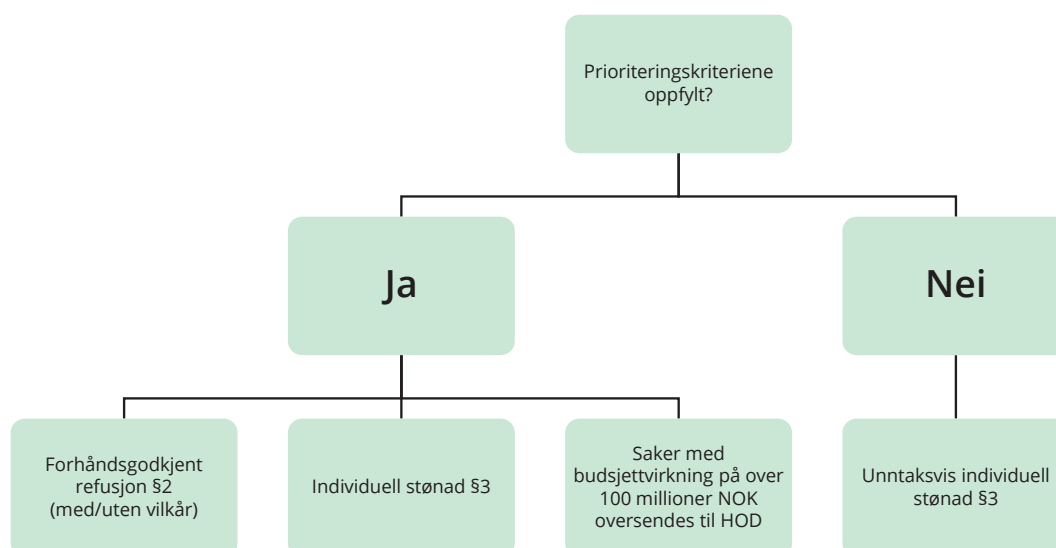 Prioriteringskriteriene
oppfylt?
Ja
Nei
Forhåndsgodkjent
refusjon §2
(med/uten vilkår)
Individuell stønad §3
Saker med
budsjettvirkning på over
100 millioner NOK
oversendes til HOD
Unntaksvis individuell
stønad §3